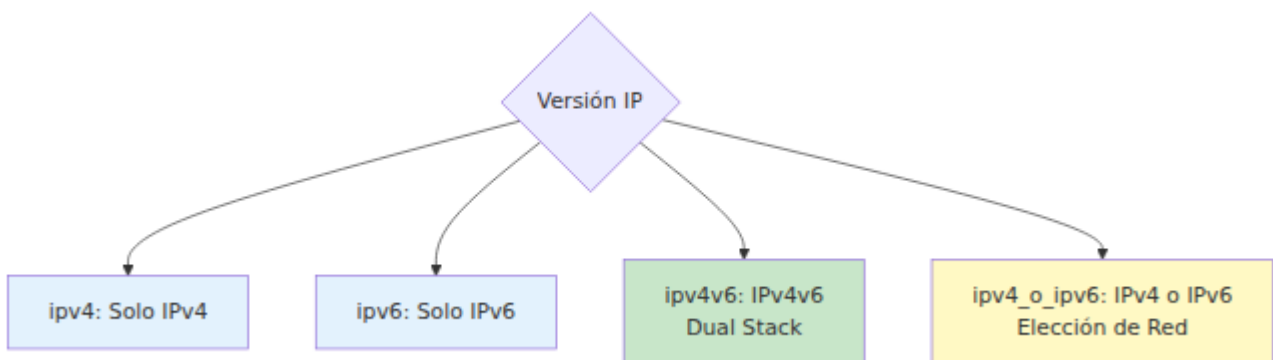 Versión IP
ipv4: Solo IPv4
ipv6: Solo IPv6
ipv4v6: IPv4v6
Dual Stack
ipv4_o_ipv6: IPv4 o IPv6
Elección de Red